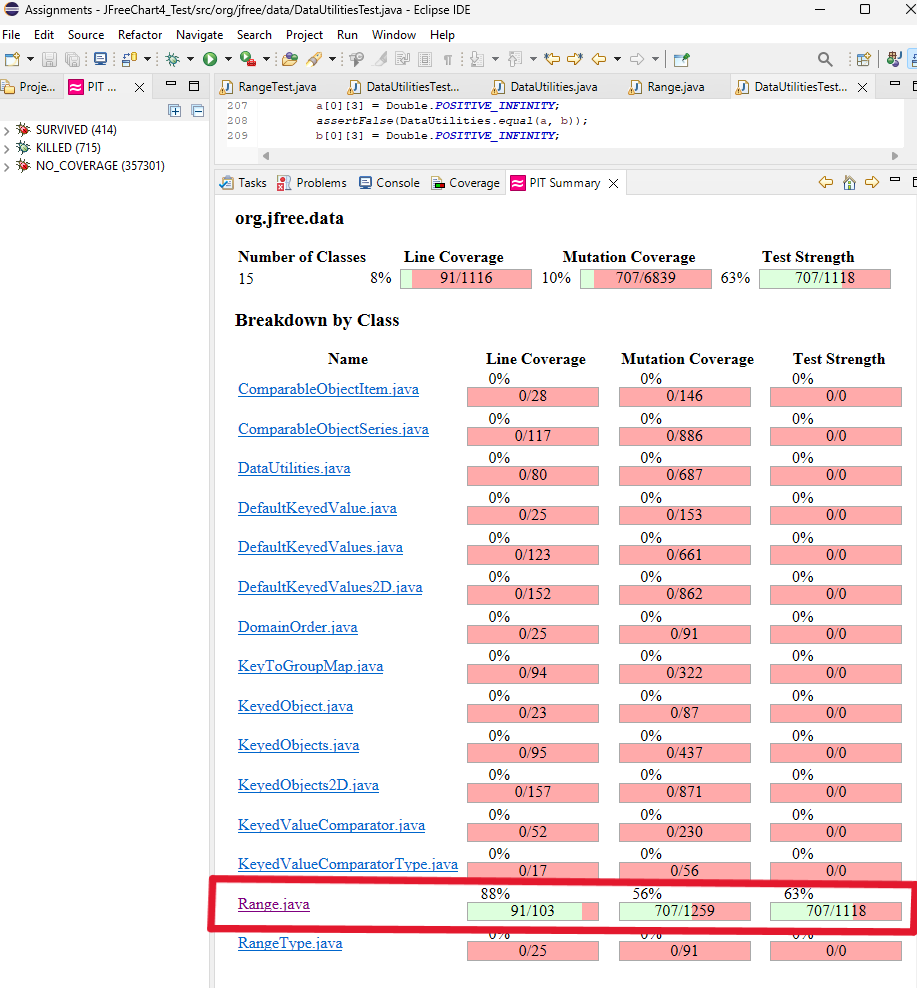 Assignments - JFreeChart4_Test/src/org/jfree/data/DataUtilitiesTest.java - Eclipse IDE
File Edit Source Refactor Navigate Search Project Run Window Help
Proje... PIT ...
RangeTest.java DataUtilitiesTest... DataUtilities.java Range.java DataUtilitiesTest...
SURVIVED (414)
KILLED (715)
NO_COVERAGE (357301)
207 a[0][3] = Double.POSITIVE_INFINITY;
208 assertFalse(DataUtilities.equal(a, b));
209 b[0][3] = Double.POSITIVE_INFINITY;
Tasks Problems Console Coverage PIT Summary
org.jfree.data
Number of Classes Line Coverage Mutation Coverage Test Strength
15 8% 91/1116 10% 707/6839 63% 707/1118
Breakdown by Class
Name Line Coverage Mutation Coverage Test Strength
ComparableObjectItem.java 0% 0/28 0% 0/146 0% 0/0
ComparableObjectSeries.java 0% 0/117 0% 0/886 0% 0/0
DataUtilities.java 0% 0/80 0% 0/687 0% 0/0
DefaultKeyedValue.java 0% 0/25 0% 0/153 0% 0/0
DefaultKeyedValues.java 0% 0/123 0% 0/661 0% 0/0
DefaultKeyedValues2D.java 0% 0/152 0% 0/862 0% 0/0
DomainOrder.java 0% 0/25 0% 0/91 0% 0/0
KeyToGroupMap.java 0% 0/94 0% 0/322 0% 0/0
KeyedObject.java 0% 0/23 0% 0/87 0% 0/0
KeyedObjects.java 0% 0/95 0% 0/437 0% 0/0
KeyedObjects2D.java 0% 0/157 0% 0/871 0% 0/0
KeyedValueComparator.java 0% 0/52 0% 0/230 0% 0/0
KeyedValueComparatorType.java 0% 0/17 0% 0/56 0% 0/0
Range.java 88% 91/103 56% 707/1259 63% 707/1118
RangeType.java 0% 0/25 0% 0/91 0% 0/0